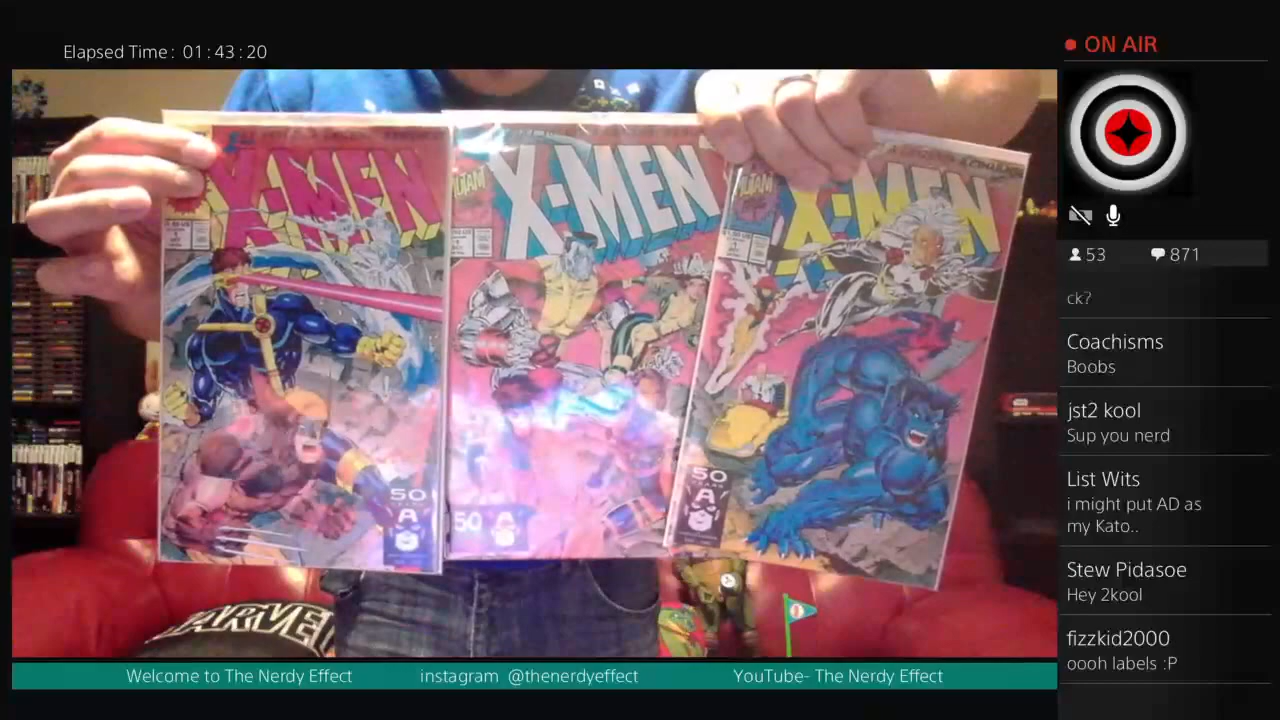 Elapsed Time: 01:43:20
ON AIR
53
871
ck?
Coachisms
Boobs
jst2 kool
Sup you nerd
List Wits
i might put AD as
my Kato..
Stew Pidasoe
Hey 2kool
fizzkid2000
oooh labels :P
X-MEN
X-MEN
X-MEN
50
A
50
A
50
A
MARVEL
Welcome to The Nerdy Effect
instagram @thenerdyeffect
YouTube- The Nerdy Effect